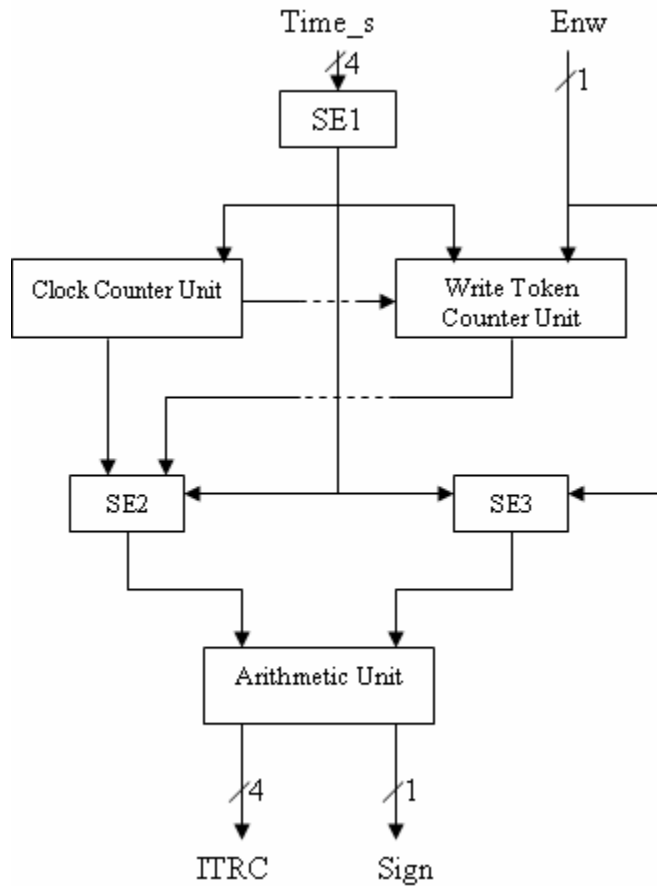 Time_s
Enw
4
1
SE1
Clock Counter Unit
Write Token
Counter Unit
SE2
SE3
Arithmetic Unit
4
1
ITRC
Sign